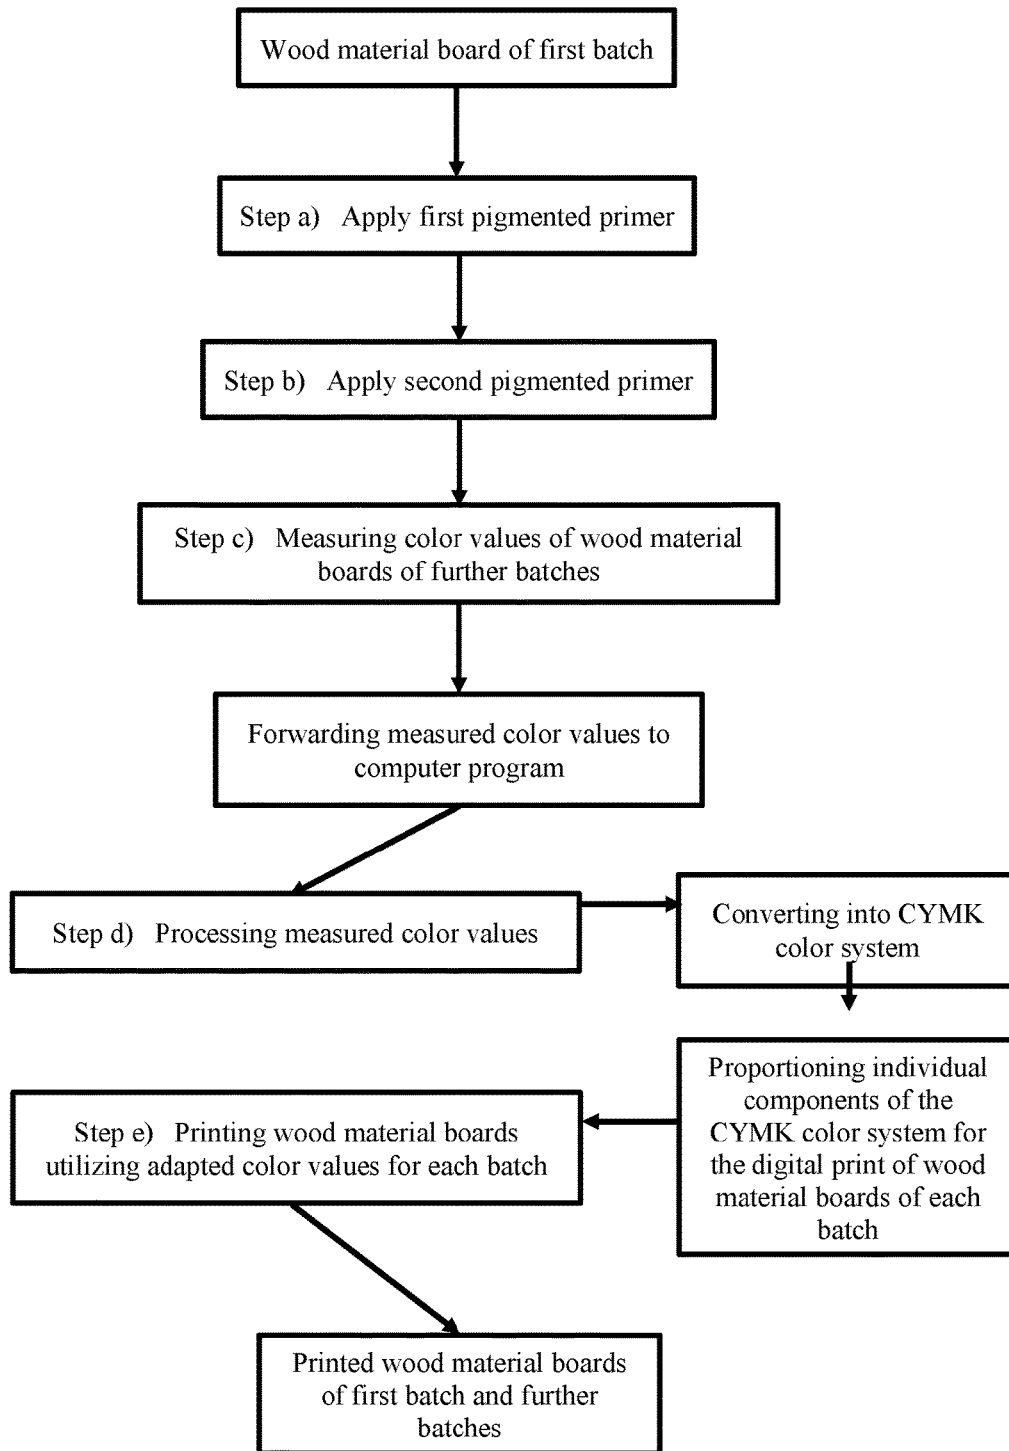 Wood material board of first batch
Step a) Apply first pigmented primer
Step b) Apply second pigmented primer
Step c) Measuring color values of wood material
boards of further batches
Forwarding measured color values to
computer program
Step d) Processing measured color values
Converting into CYMK
color system
Proportioning individual
components of the
CYMK color system for
the digital print of wood
material boards of each
batch
Step e) Printing wood material boards
utilizing adapted color values for each batch
Printed wood material boards
of first batch and further
batches